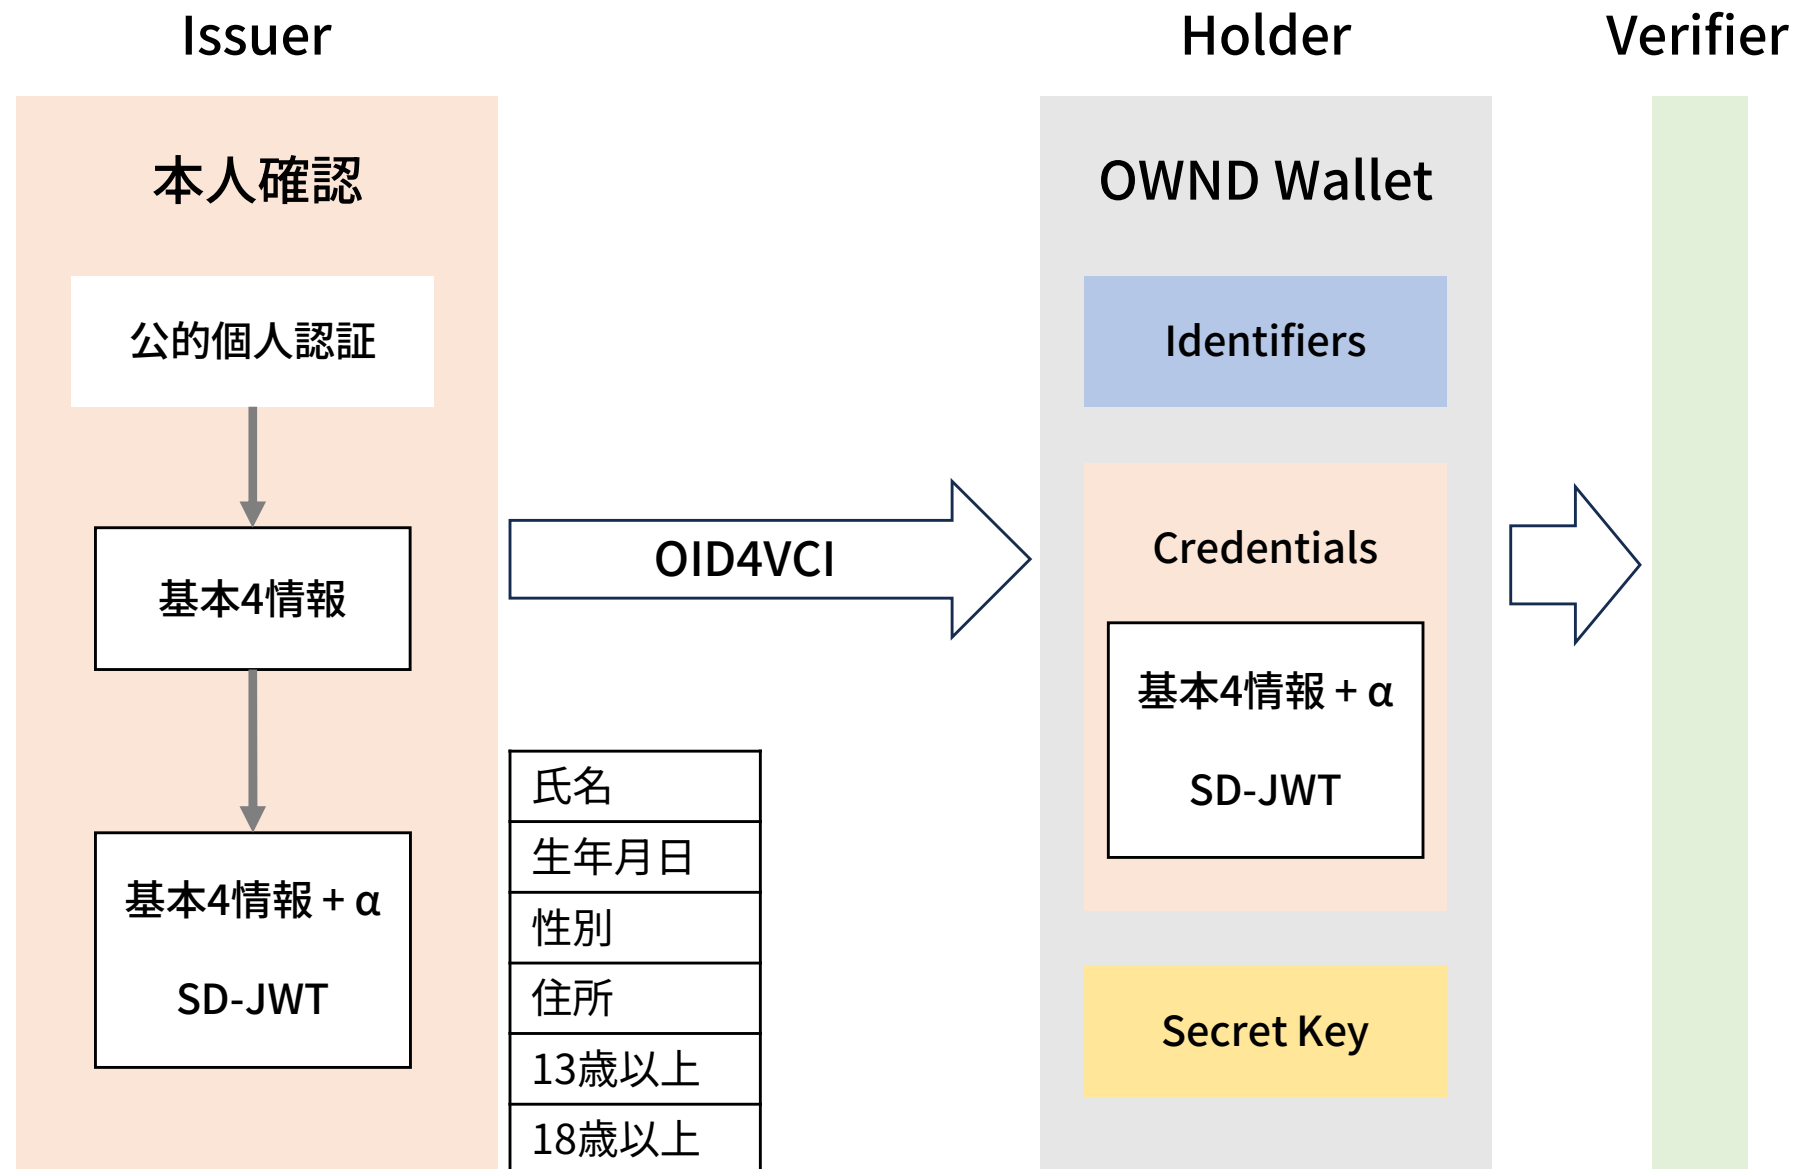 Issuer
Holder
Verifier
本人確認
公的個人認証
基本4情報
基本4情報 + α
SD-JWT
OID4VCI
氏名
生年月日
性別
住所
13歳以上
18歳以上
OWND Wallet
Identifiers
Credentials
基本4情報 + α
SD-JWT
Secret Key